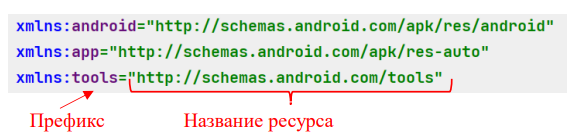 xmlns:android="http://schemas.android.com/apk/res/android"
xmlns:app="http://schemas.android.com/apk/res-auto"
xmlns:tools="http://schemas.android.com/tools"
Префикс Название ресурса